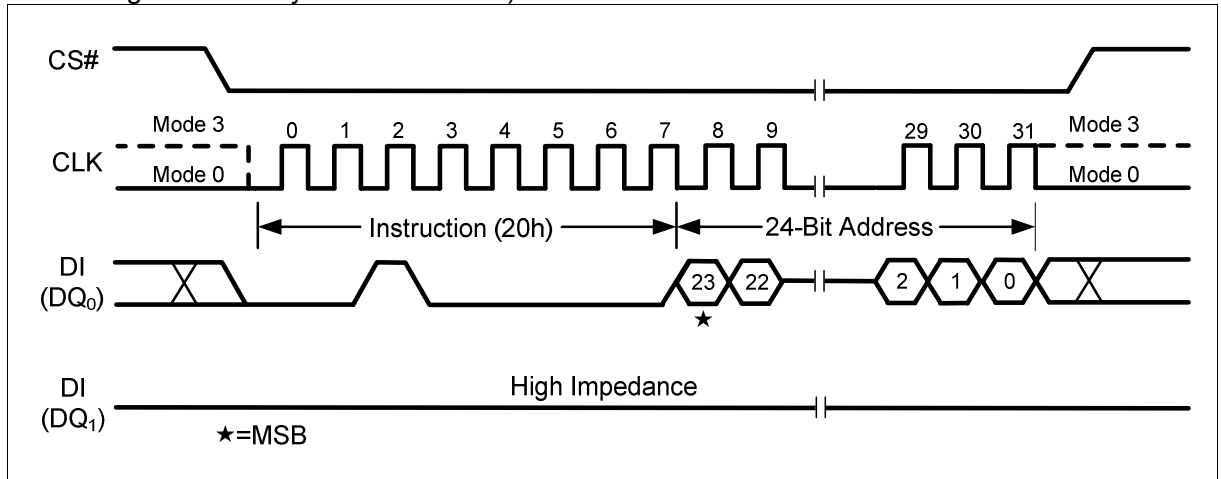 CS#
Mode 3
0 1 2 3 4 5 6 7 8 9 29 30 31
Mode 3
CLK
Mode 0
Mode 0
Instruction (20h)
24-Bit Address
DI
(DQ0)
23 22 2 1 0
★
High Impedance
DI
(DQ1)
★=MSB